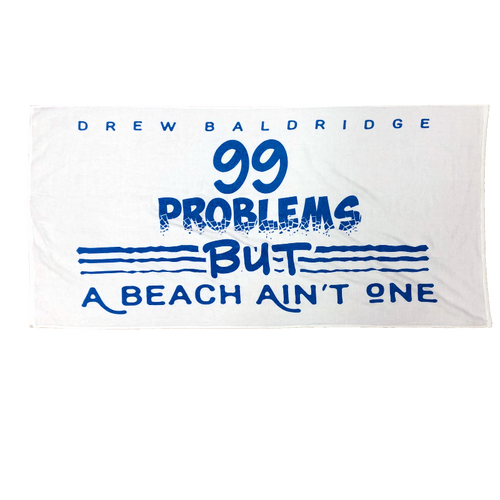 DREW BALDRIDGE
99
PROBLEMS
BUT
A BEACH AIN'T ONE